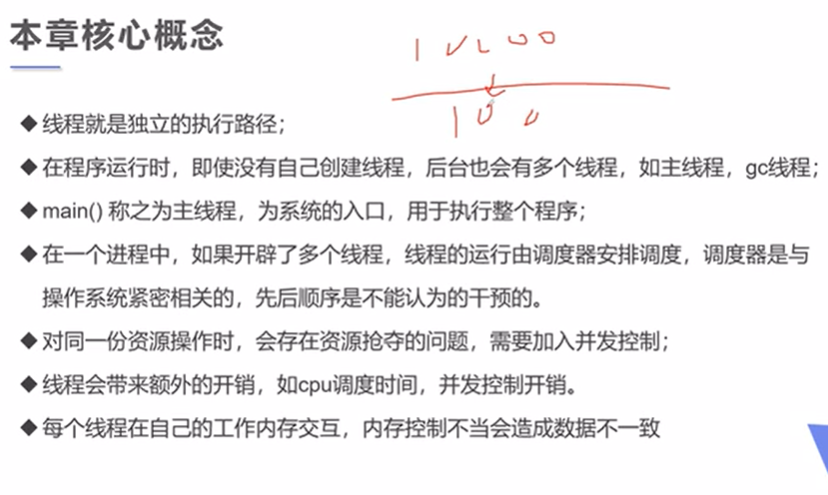 本章核心概念
◆ 线程就是独立的执行路径；
◆ 在程序运行时，即使没有自己创建线程，后台也会有多个线程，如主线程，gc线程；
◆ main() 称之为主线程，为系统的入口，用于执行整个程序；
◆ 在一个进程中，如果开辟了多个线程，线程的运行由调度器安排调度，调度器是与
操作系统紧密相关的，先后顺序是不能认为的干预的。
◆ 对同一份资源操作时，会存在资源抢夺的问题，需要加入并发控制；
◆ 线程会带来额外的开销，如cpu调度时间，并发控制开销。
◆ 每个线程在自己的工作内存交互，内存控制不当会造成数据不一致